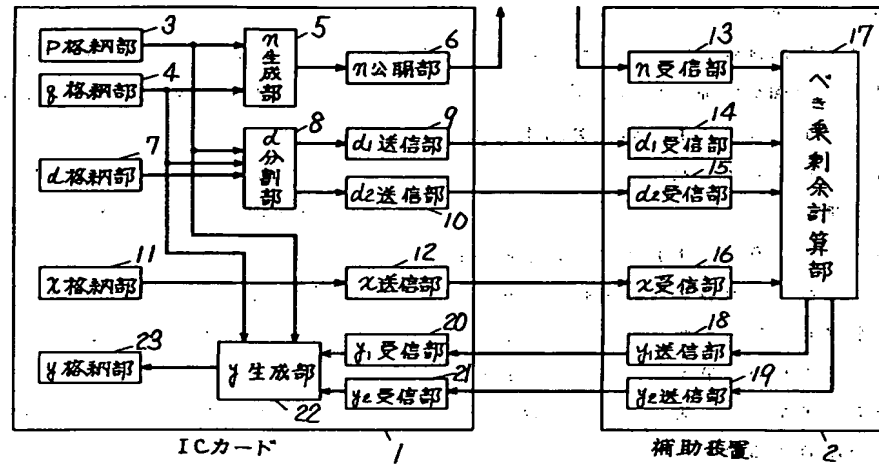 3
P格納部
4
q格納部
5
n生成部
6
n公開部
7
d格納部
8
d分割部
9
d1送信部
d2送信部
10
11
x格納部
12
x送信部
20
y1受信部
21
y2受信部
23
y格納部
y生成部
22
ICカード
1
13
n受信部
14
d1受信部
15
d2受信部
16
x受信部
17
べき乗剰余計算部
18
y1送信部
19
y2送信部
補助装置
2